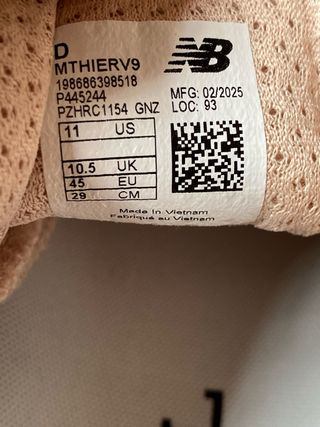 D
MTHIERV9
198686398518
P445244
PZHRC1154 GNZ
NB
MFG: 02/2025
LOC: 93
11 US
10.5 UK
45 EU
29 CM
Made In Vietnam
Fabriqué au Vietnam